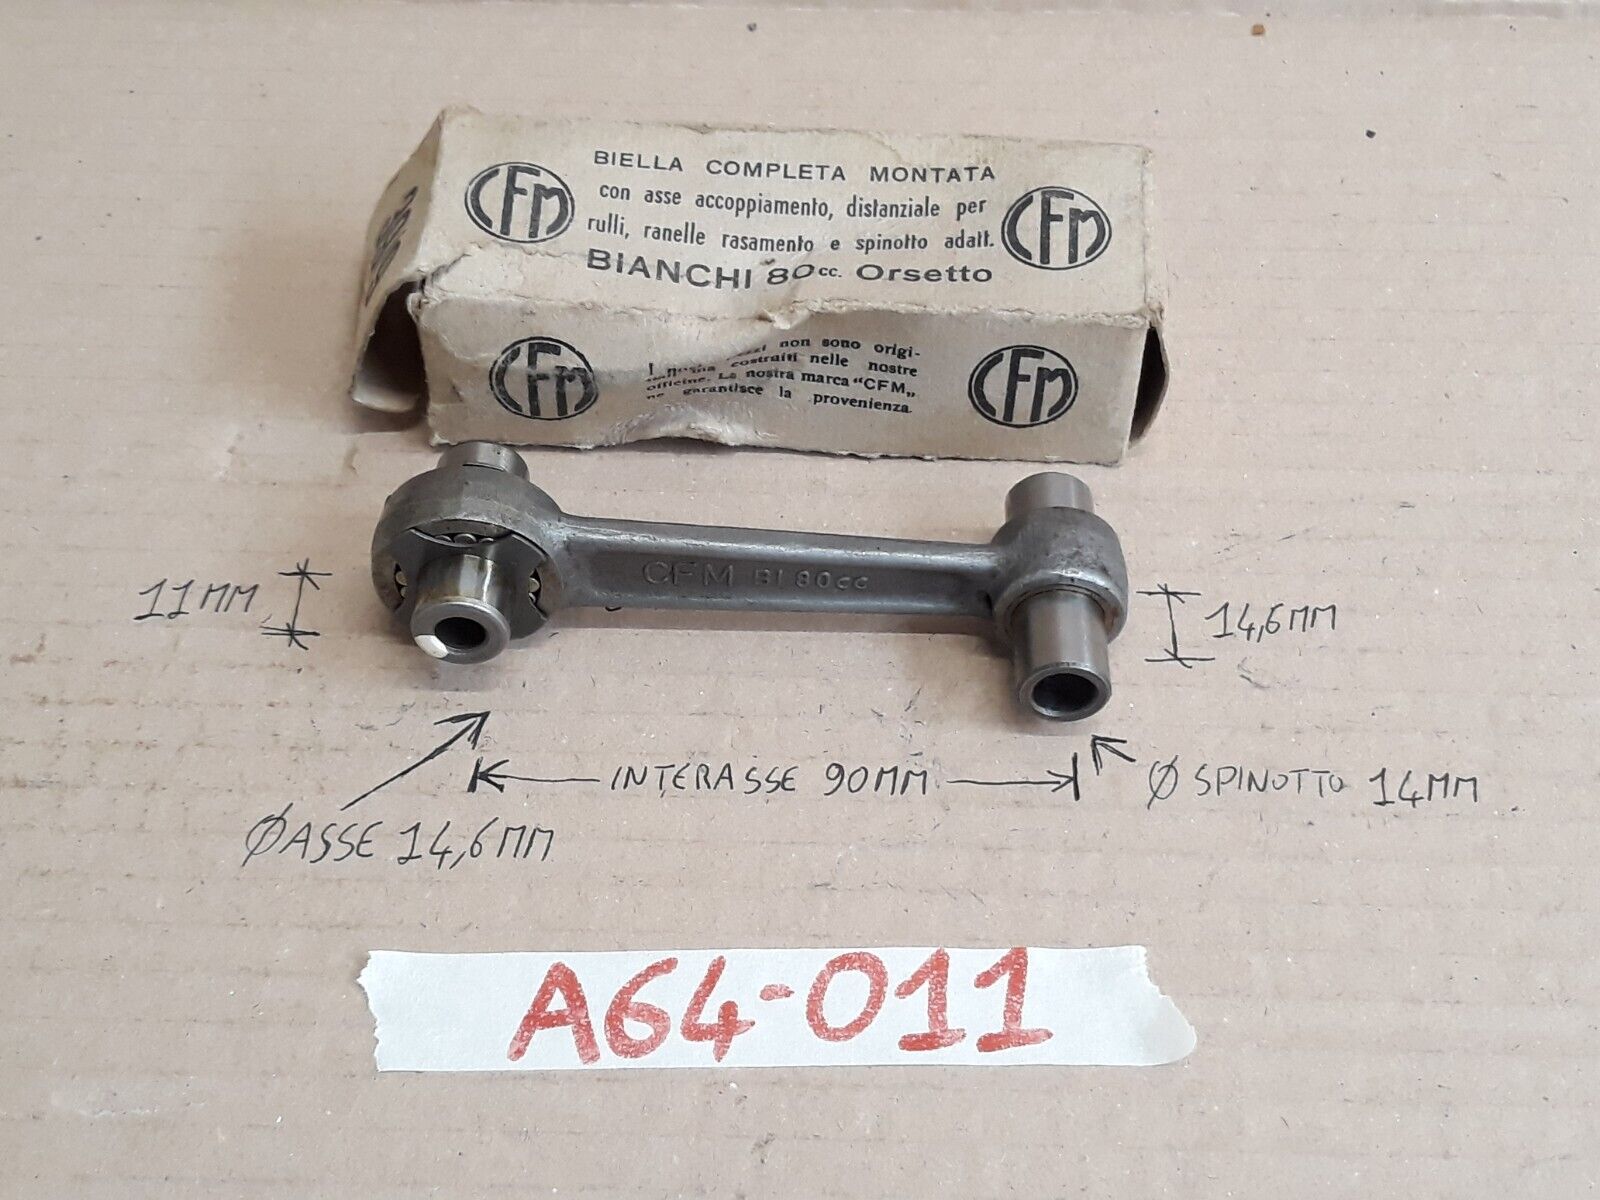 CFM
BIELLA COMPLETA MONTATA
con asse accoppiamento, distanziale per
rulli, ranelle rasamento e spinotto adatt.
BIANCHI 80cc. Orsetto
CFM
CFM
I non sono origi-
costruiti nelle nostre
officine. La nostra marca "CFM„
ne garantisce la provenienza.
CFM
CFM BI 80cc
11MM
14,6MM
INTERASSE 90MM
Ø SPINOTTO 14MM
ØASSE 14,6MM
A64-011